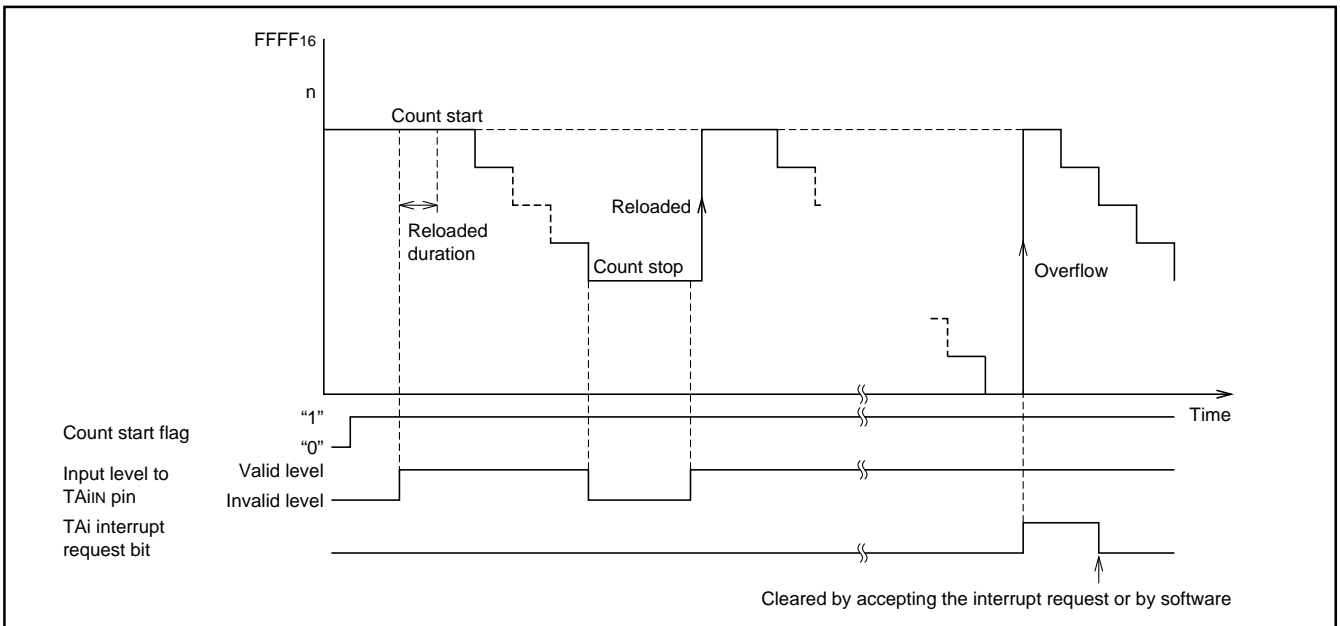 FFFF16
n
Count start
Reloaded
duration
Count stop
Reloaded
Overflow
Time
Count start flag
“1”
“0”
Input level to
TAiIN pin
Valid level
Invalid level
TAi interrupt
request bit
Cleared by accepting the interrupt request or by software